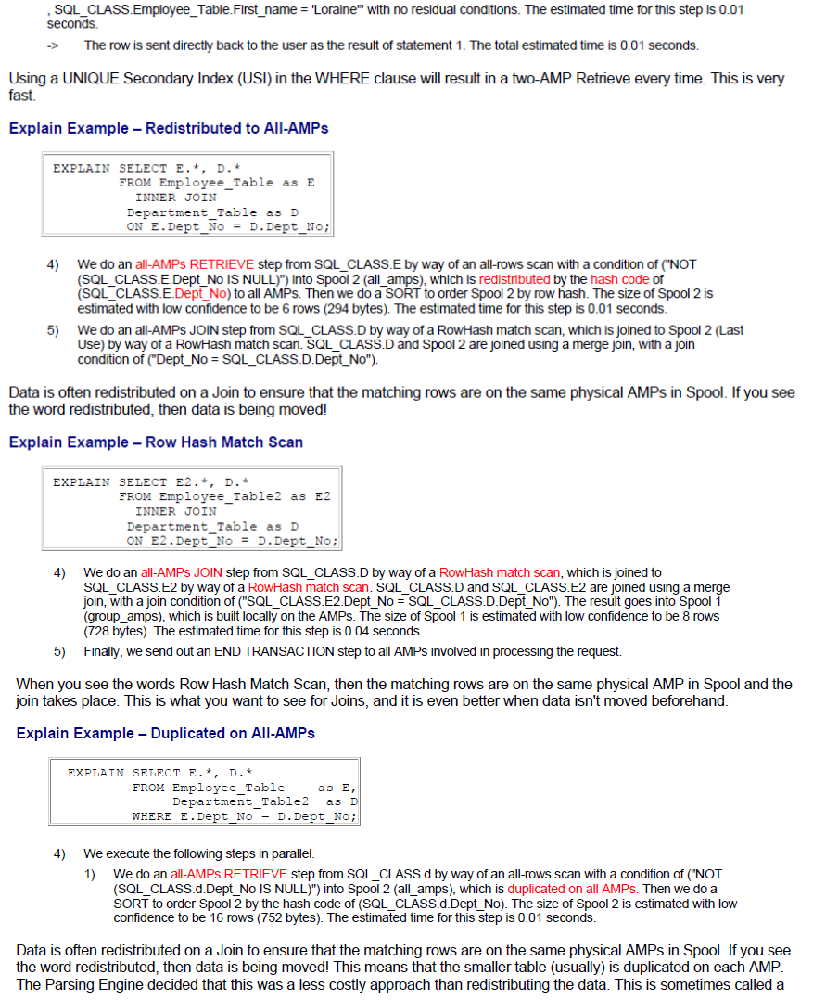 , SQL_CLASS.Employee_Table.First_name = 'Loraine'" with no residual conditions. The estimated time for this step is 0.01
seconds.
-> The row is sent directly back to the user as the result of statement 1. The total estimated time is 0.01 seconds.
Using a UNIQUE Secondary Index (USI) in the WHERE clause will result in a two-AMP Retrieve every time. This is very
fast.
Explain Example – Redistributed to All-AMPs
EXPLAIN SELECT E.*, D.*
FROM Employee_Table as E
INNER JOIN
Department_Table as D
ON E.Dept_No = D.Dept_No;
4) We do an all-AMPs RETRIEVE step from SQL_CLASS.E by way of an all-rows scan with a condition of ("NOT
(SQL_CLASS.E.Dept_No IS NULL)") into Spool 2 (all_amps), which is redistributed by the hash code of
(SQL_CLASS.E.Dept_No) to all AMPs. Then we do a SORT to order Spool 2 by row hash. The size of Spool 2 is
estimated with low confidence to be 6 rows (294 bytes). The estimated time for this step is 0.01 seconds.
5) We do an all-AMPs JOIN step from SQL_CLASS.D by way of a RowHash match scan, which is joined to Spool 2 (Last
Use) by way of a RowHash match scan. SQL_CLASS.D and Spool 2 are joined using a merge join, with a join
condition of ("Dept_No = SQL_CLASS.D.Dept_No").
Data is often redistributed on a Join to ensure that the matching rows are on the same physical AMPs in Spool. If you see
the word redistributed, then data is being moved!
Explain Example – Row Hash Match Scan
EXPLAIN SELECT E2.*, D.*
FROM Employee_Table2 as E2
INNER JOIN
Department_Table as D
ON E2.Dept_No = D.Dept_No;
4) We do an all-AMPs JOIN step from SQL_CLASS.D by way of a RowHash match scan, which is joined to
SQL_CLASS.E2 by way of a RowHash match scan. SQL_CLASS.D and SQL_CLASS.E2 are joined using a merge
join, with a join condition of ("SQL_CLASS.E2.Dept_No = SQL_CLASS.D.Dept_No"). The result goes into Spool 1
(group_amps), which is built locally on the AMPs. The size of Spool 1 is estimated with low confidence to be 8 rows
(728 bytes). The estimated time for this step is 0.04 seconds.
5) Finally, we send out an END TRANSACTION step to all AMPs involved in processing the request.
When you see the words Row Hash Match Scan, then the matching rows are on the same physical AMP in Spool and the
join takes place. This is what you want to see for Joins, and it is even better when data isn't moved beforehand.
Explain Example – Duplicated on All-AMPs
EXPLAIN SELECT E.*, D.*
FROM Employee_Table as E,
Department_Table2 as D
WHERE E.Dept_No = D.Dept_No;
4) We execute the following steps in parallel.
1) We do an all-AMPs RETRIEVE step from SQL_CLASS.d by way of an all-rows scan with a condition of ("NOT
(SQL_CLASS.d.Dept_No IS NULL)") into Spool 2 (all_amps), which is duplicated on all AMPs. Then we do a
SORT to order Spool 2 by the hash code of (SQL_CLASS.d.Dept_No). The size of Spool 2 is estimated with low
confidence to be 16 rows (752 bytes). The estimated time for this step is 0.01 seconds.
Data is often redistributed on a Join to ensure that the matching rows are on the same physical AMPs in Spool. If you see
the word redistributed, then data is being moved! This means that the smaller table (usually) is duplicated on each AMP.
The Parsing Engine decided that this was a less costly approach than redistributing the data. This is sometimes called a